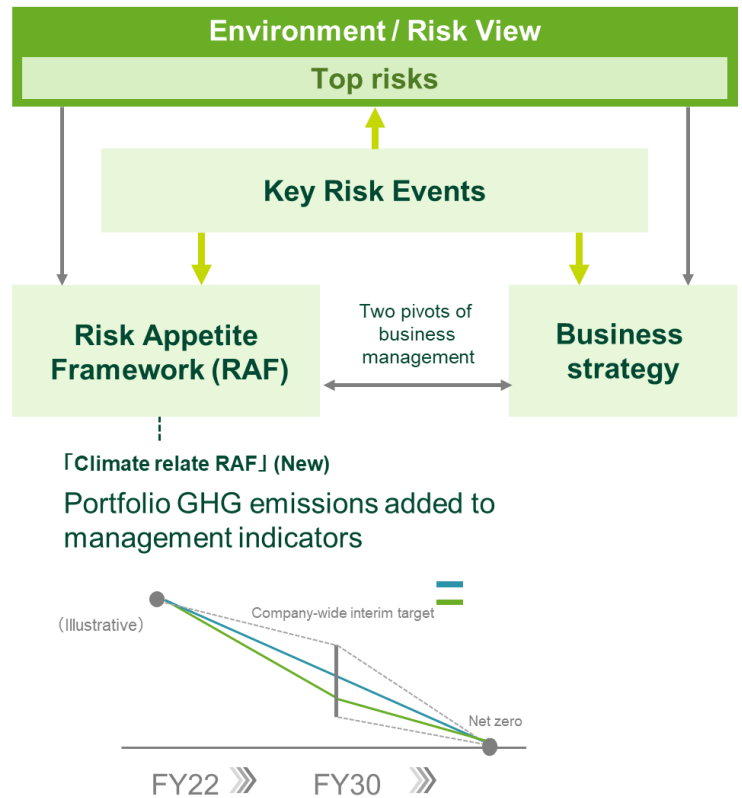 Environment / Risk View
Top risks
Key Risk Events
Risk Appetite
Framework (RAF)
Two pivots of
business
management
Business
strategy
「Climate relate RAF」 (New)
Portfolio GHG emissions added to
management indicators
(Illustrative)
Company-wide interim target
Net zero
FY22
FY30